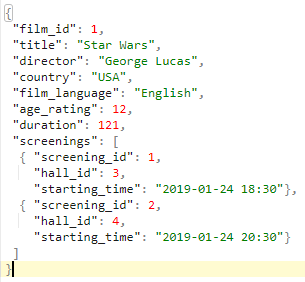 {
"film_id": 1,
"title": "Star Wars",
"director": "George Lucas",
"country": "USA",
"film_language": "English",
"age_rating": 12,
"duration": 121,
"screenings": [
{ "screening_id": 1,
"hall_id": 3,
"starting_time": "2019-01-24 18:30"},
{ "screening_id": 2,
"hall_id": 4,
"starting_time": "2019-01-24 20:30"}
]
}